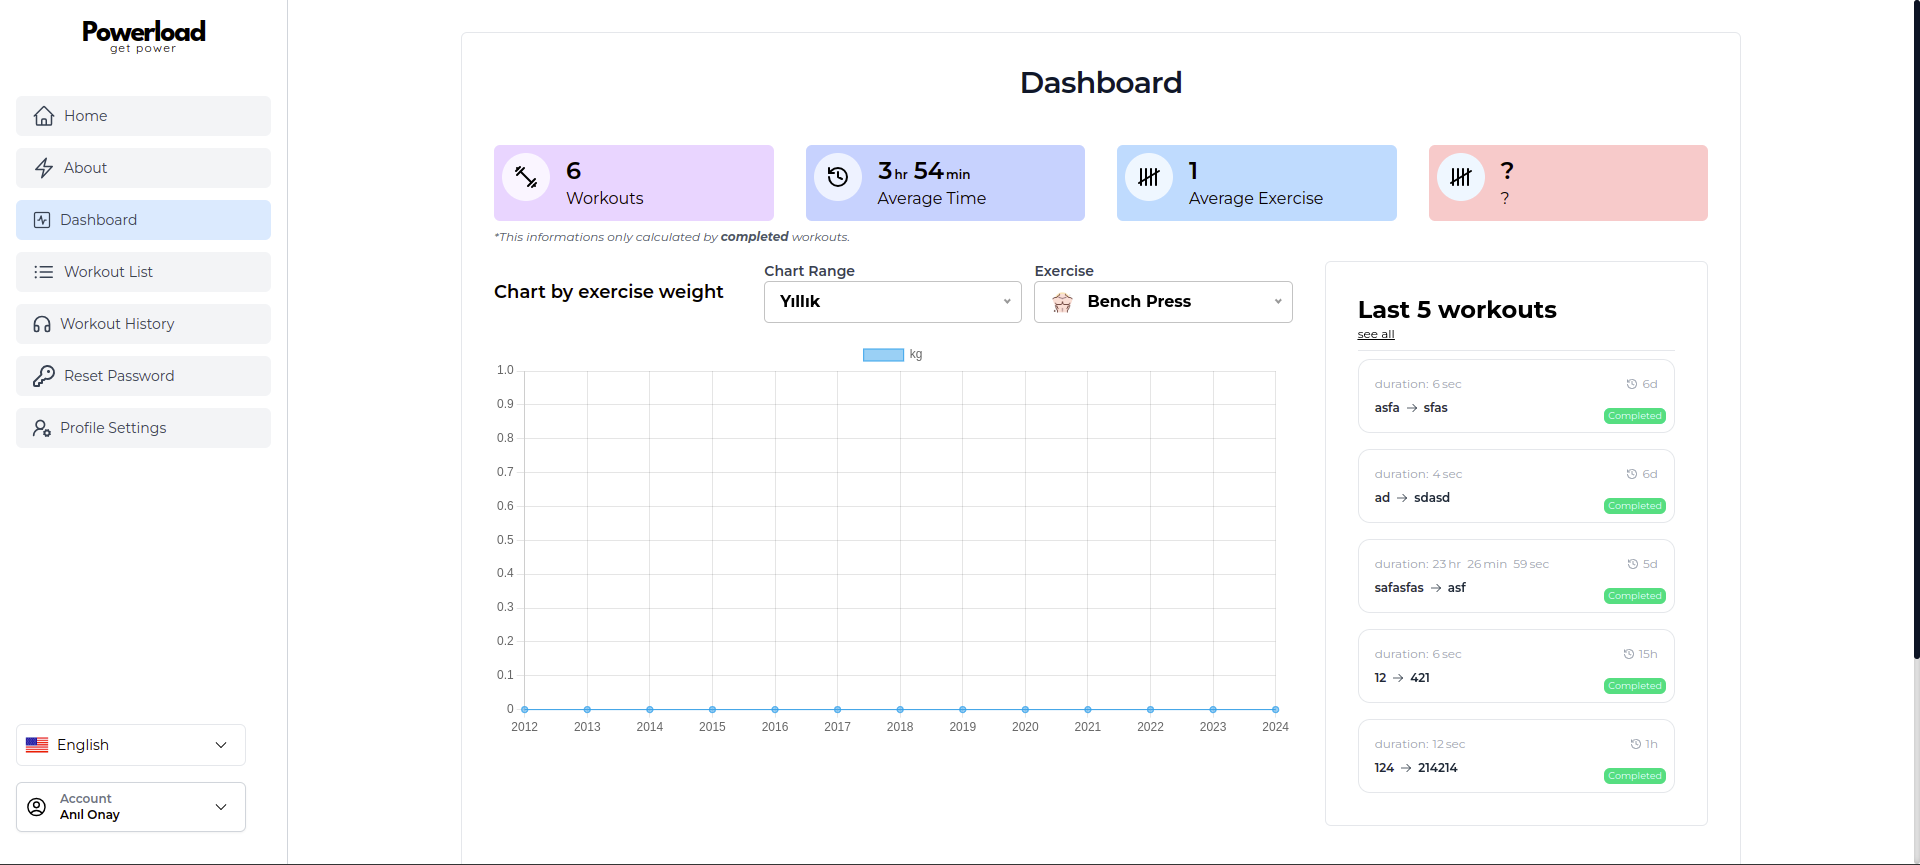 Powerload
get power
Home
About
Dashboard
Workout List
Workout History
Reset Password
Profile Settings
English
Account
Anıl Onay
Dashboard
6
Workouts
3 hr 54 min
Average Time
1
Average Exercise
?
?
*This informations only calculated by completed workouts.
Chart by exercise weight
Chart Range
Yıllık
Exercise
Bench Press
kg
1.0
0.9
0.8
0.7
0.6
0.5
0.4
0.3
0.2
0.1
0
2012 2013 2014 2015 2016 2017 2018 2019 2020 2021 2022 2023 2024
Last 5 workouts
see all
duration: 6 sec 6d
asfa → sfas
Completed
duration: 4 sec 6d
ad → sdasd
Completed
duration: 23 hr 26 min 59 sec 5d
safasfas → asf
Completed
duration: 6 sec 15h
12 → 421
Completed
duration: 12 sec 1h
124 → 214214
Completed